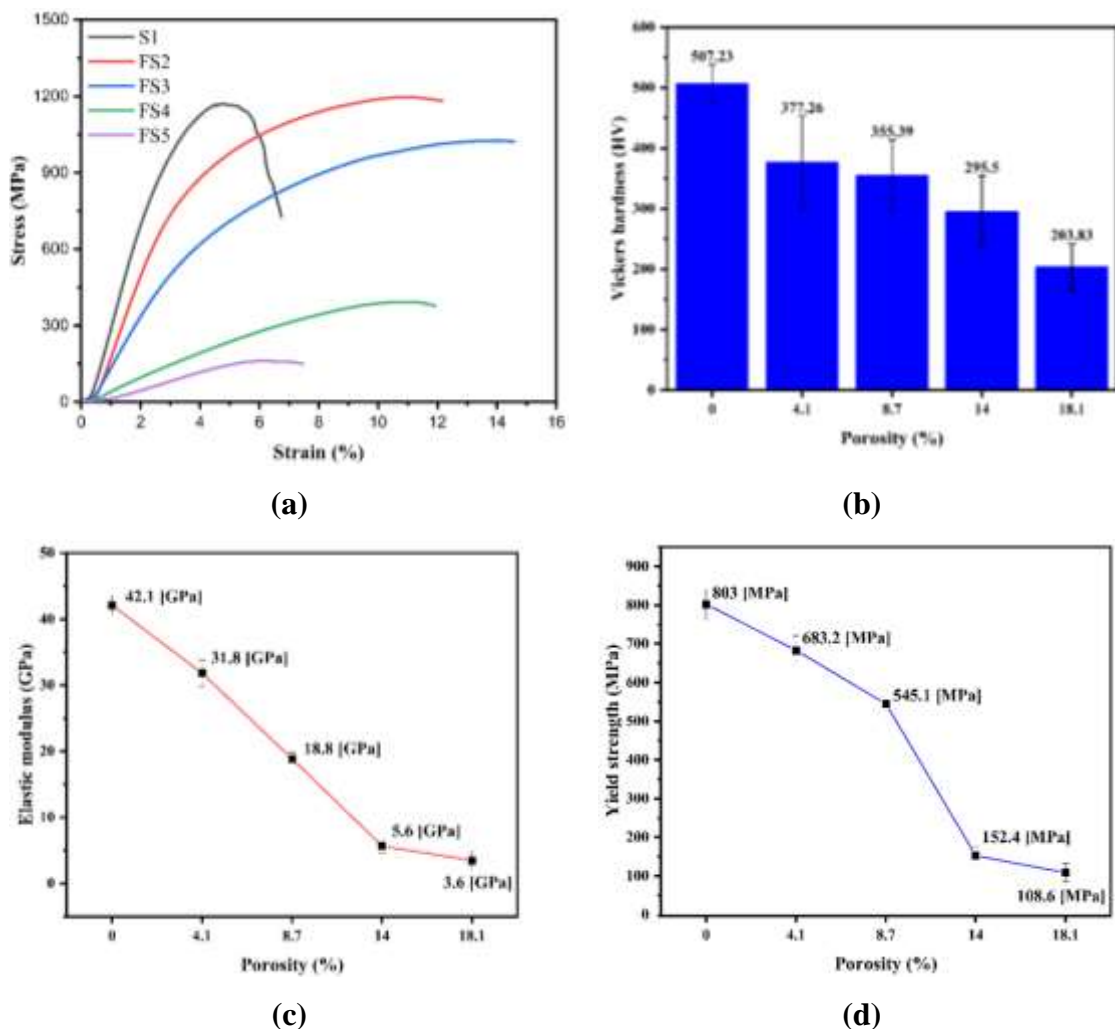 1500
1200
900
600
300
0
Stress (MPa)
S1
FS2
FS3
FS4
FS5
0 2 4 6 8 10 12 14 16
Strain (%)
(a)
600
500
400
300
200
100
0
Vickers hardness (HV)
507.23
377.26
355.39
295.5
203.83
0 4.1 8.7 14 18.1
Porosity (%)
(b)
50
40
30
20
10
0
Elastic modulus (GPa)
42.1 [GPa]
31.8 [GPa]
18.8 [GPa]
5.6 [GPa]
3.6 [GPa]
0 4.1 8.7 14 18.1
Porosity (%)
(c)
900
800
700
600
500
400
300
200
100
0
Yield strength (MPa)
803 [MPa]
683.2 [MPa]
545.1 [MPa]
152.4 [MPa]
108.6 [MPa]
0 4.1 8.7 14 18.1
Porosity (%)
(d)